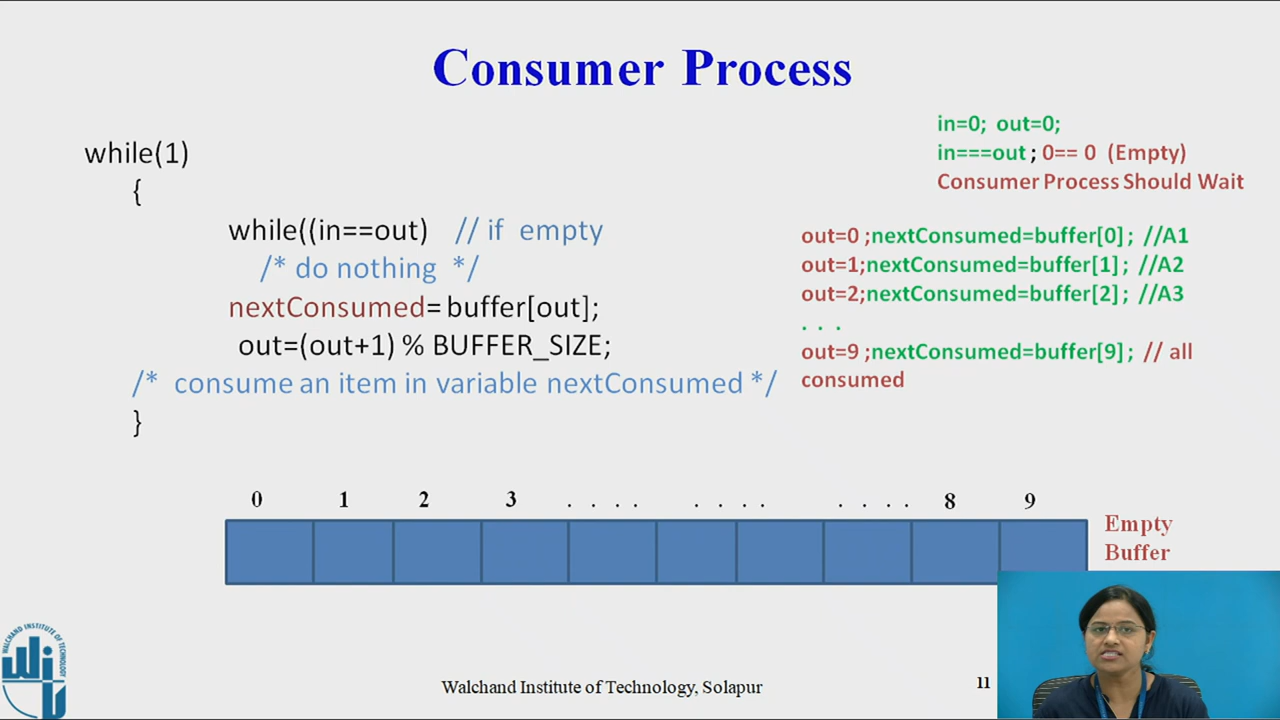 Consumer Process
while(1)
{
while((in==out) // if empty
/* do nothing */
nextConsumed= buffer[out];
out=(out+1) % BUFFER_SIZE;
/* consume an item in variable nextConsumed */
}
in=0; out=0;
in===out ; 0== 0 (Empty)
Consumer Process Should Wait
out=0 ;nextConsumed=buffer[0] ; //A1
out=1;nextConsumed=buffer[1] ; //A2
out=2;nextConsumed=buffer[2] ; //A3
. . .
out=9 ;nextConsumed=buffer[9] ; // all
consumed
0 1 2 3 . . . . . . . . . . . . 8 9
Empty
Buffer
WALCHAND INSTITUTE OF TECHNOLOGY
Walchand Institute of Technology, Solapur
11